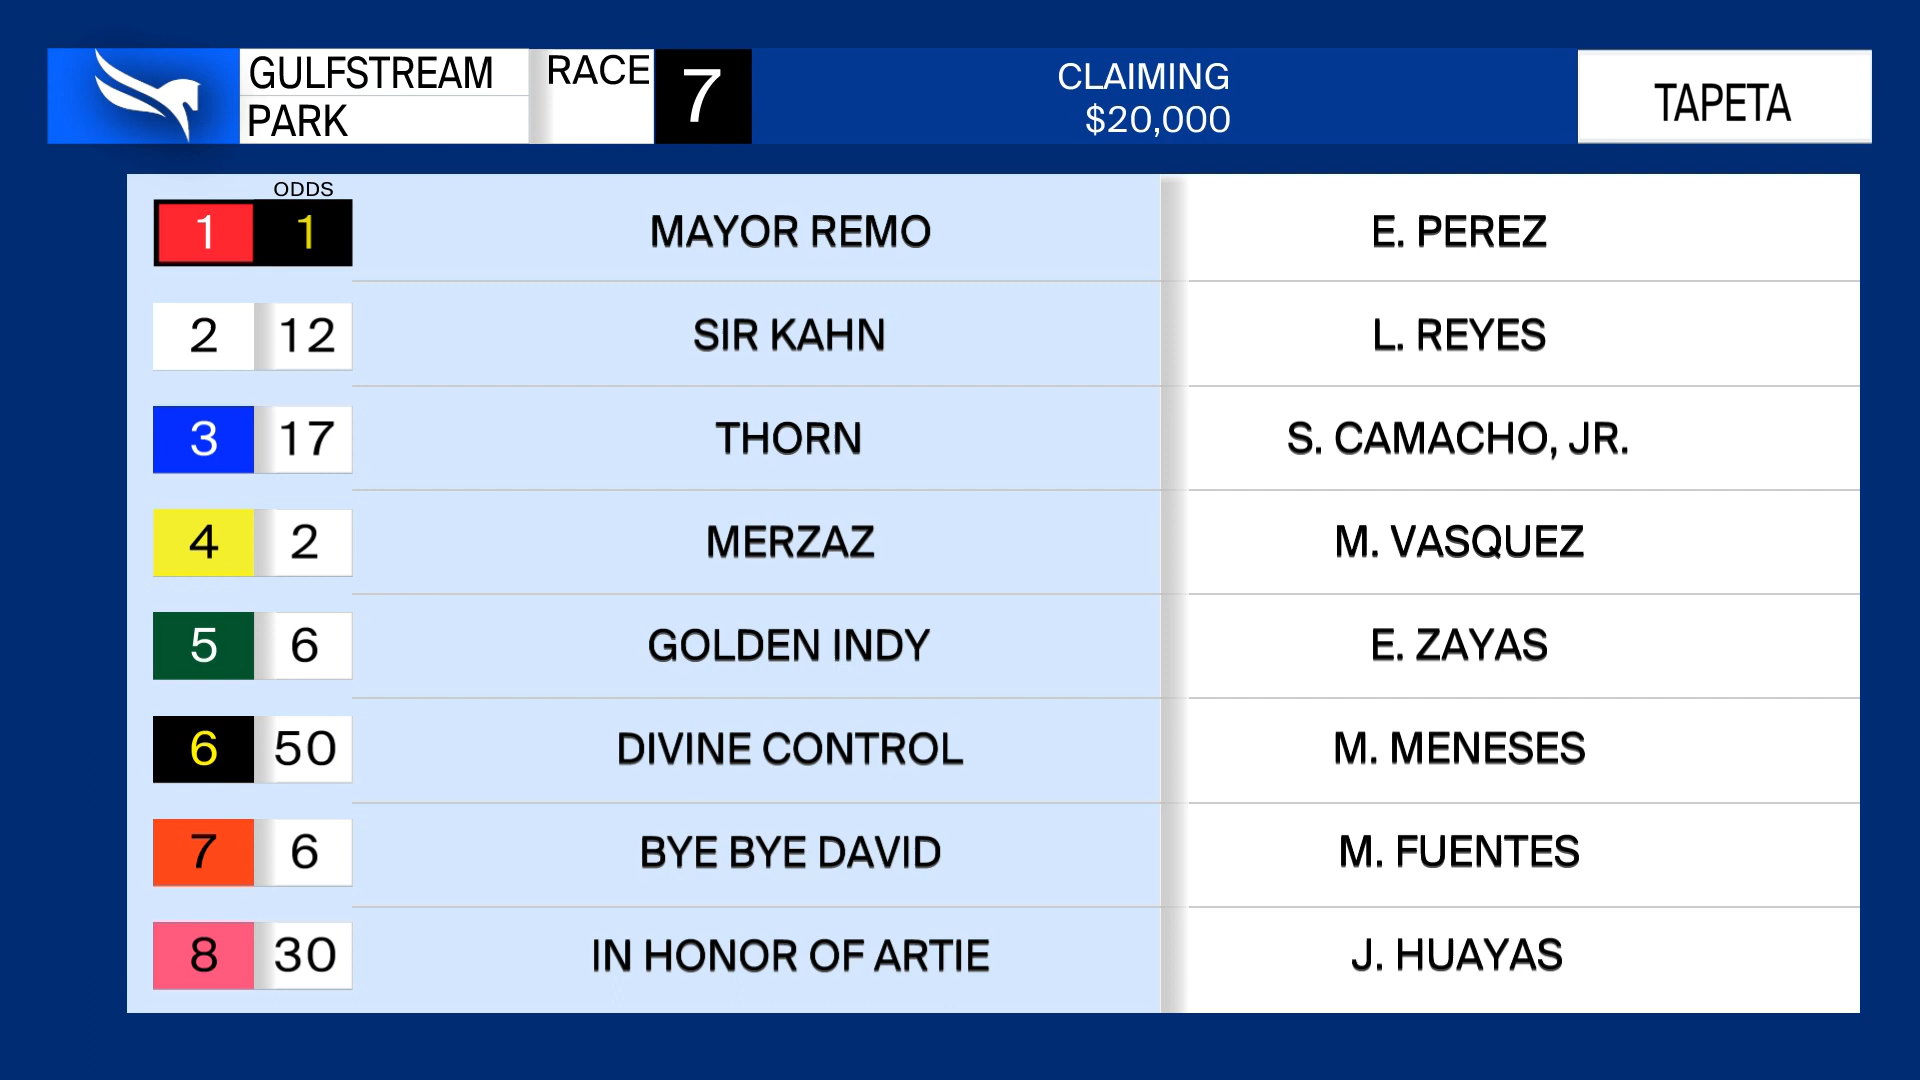 GULFSTREAM
PARK
RACE
7
CLAIMING
$20,000
TAPETA
ODDS
1 1 MAYOR REMO E. PEREZ
2 12 SIR KAHN L. REYES
3 17 THORN S. CAMACHO, JR.
4 2 MERZAZ M. VASQUEZ
5 6 GOLDEN INDY E. ZAYAS
6 50 DIVINE CONTROL M. MENESES
7 6 BYE BYE DAVID M. FUENTES
8 30 IN HONOR OF ARTIE J. HUAYAS